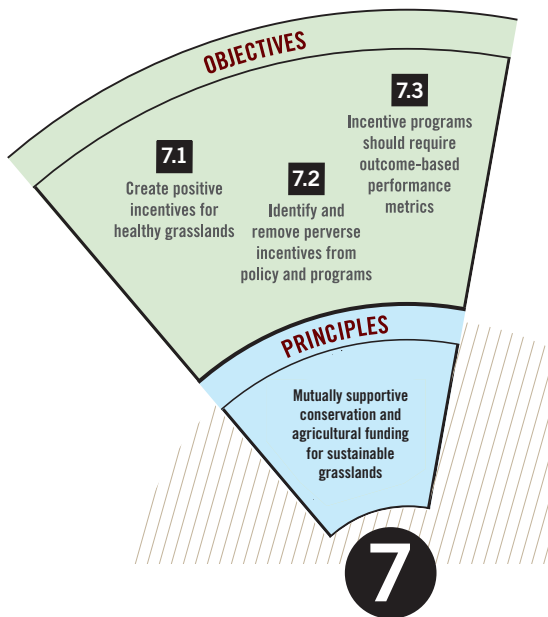 OBJECTIVES
7.1
Create positive
incentives for
healthy grasslands
7.2
Identify and
remove perverse
incentives from
policy and programs
7.3
Incentive programs
should require
outcome-based
performance
metrics
PRINCIPLES
Mutually supportive
conservation and
agricultural funding
for sustainable
grasslands
7